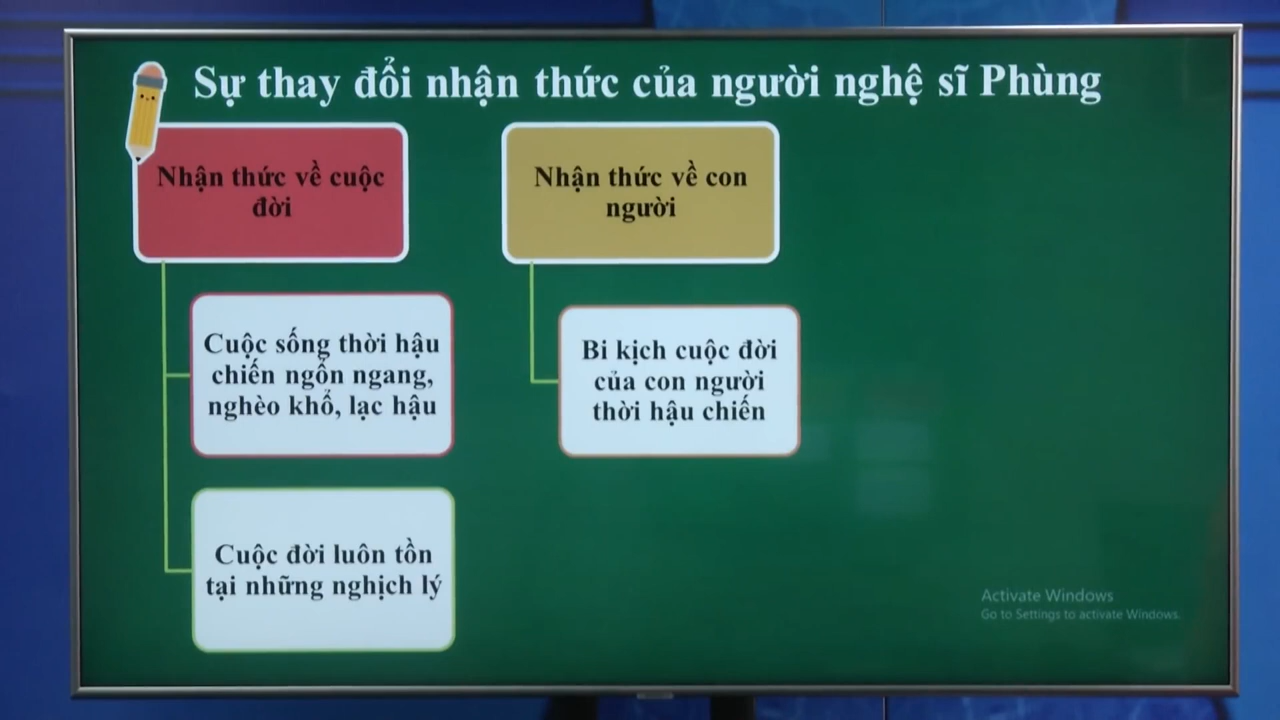 Sự thay đổi nhận thức của người nghệ sĩ Phùng
Nhận thức về cuộc
đời
Cuộc sống thời hậu
chiến ngổn ngang,
nghèo khổ, lạc hậu
Cuộc đời luôn tồn
tại những nghịch lý
Nhận thức về con
người
Bi kịch cuộc đời
của con người
thời hậu chiến
Activate Windows
Go to Settings to activate Windows.